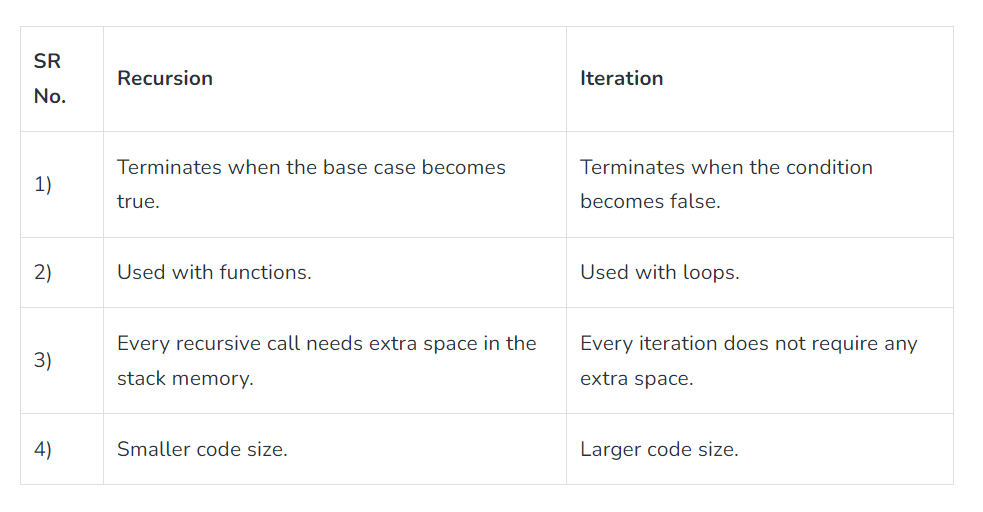 SR
No.
Recursion
Iteration
1)
Terminates when the base case becomes
true.
Terminates when the condition
becomes false.
2)
Used with functions.
Used with loops.
3)
Every recursive call needs extra space in the
stack memory.
Every iteration does not require any
extra space.
4)
Smaller code size.
Larger code size.